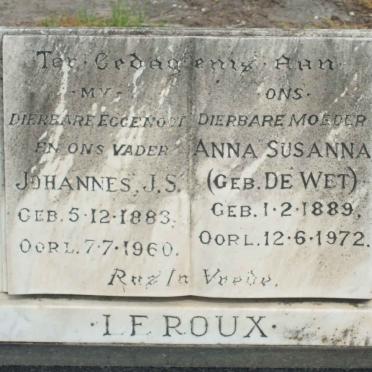 Ter Gedagtenis Aan
·MY·
DIERBARE EGGENOOT
EN ONS VADER
JOHANNES. J.S.
GEB. 5·12·1883.
OORL. 7·7·1960.
·ONS·
DIERBARE MOEDER
ANNA SUSANNA
(GEB. DE WET)
GEB. 1·2·1889.
OORL. 12·6·1972.
Rus In Vrede.
·LE ROUX·